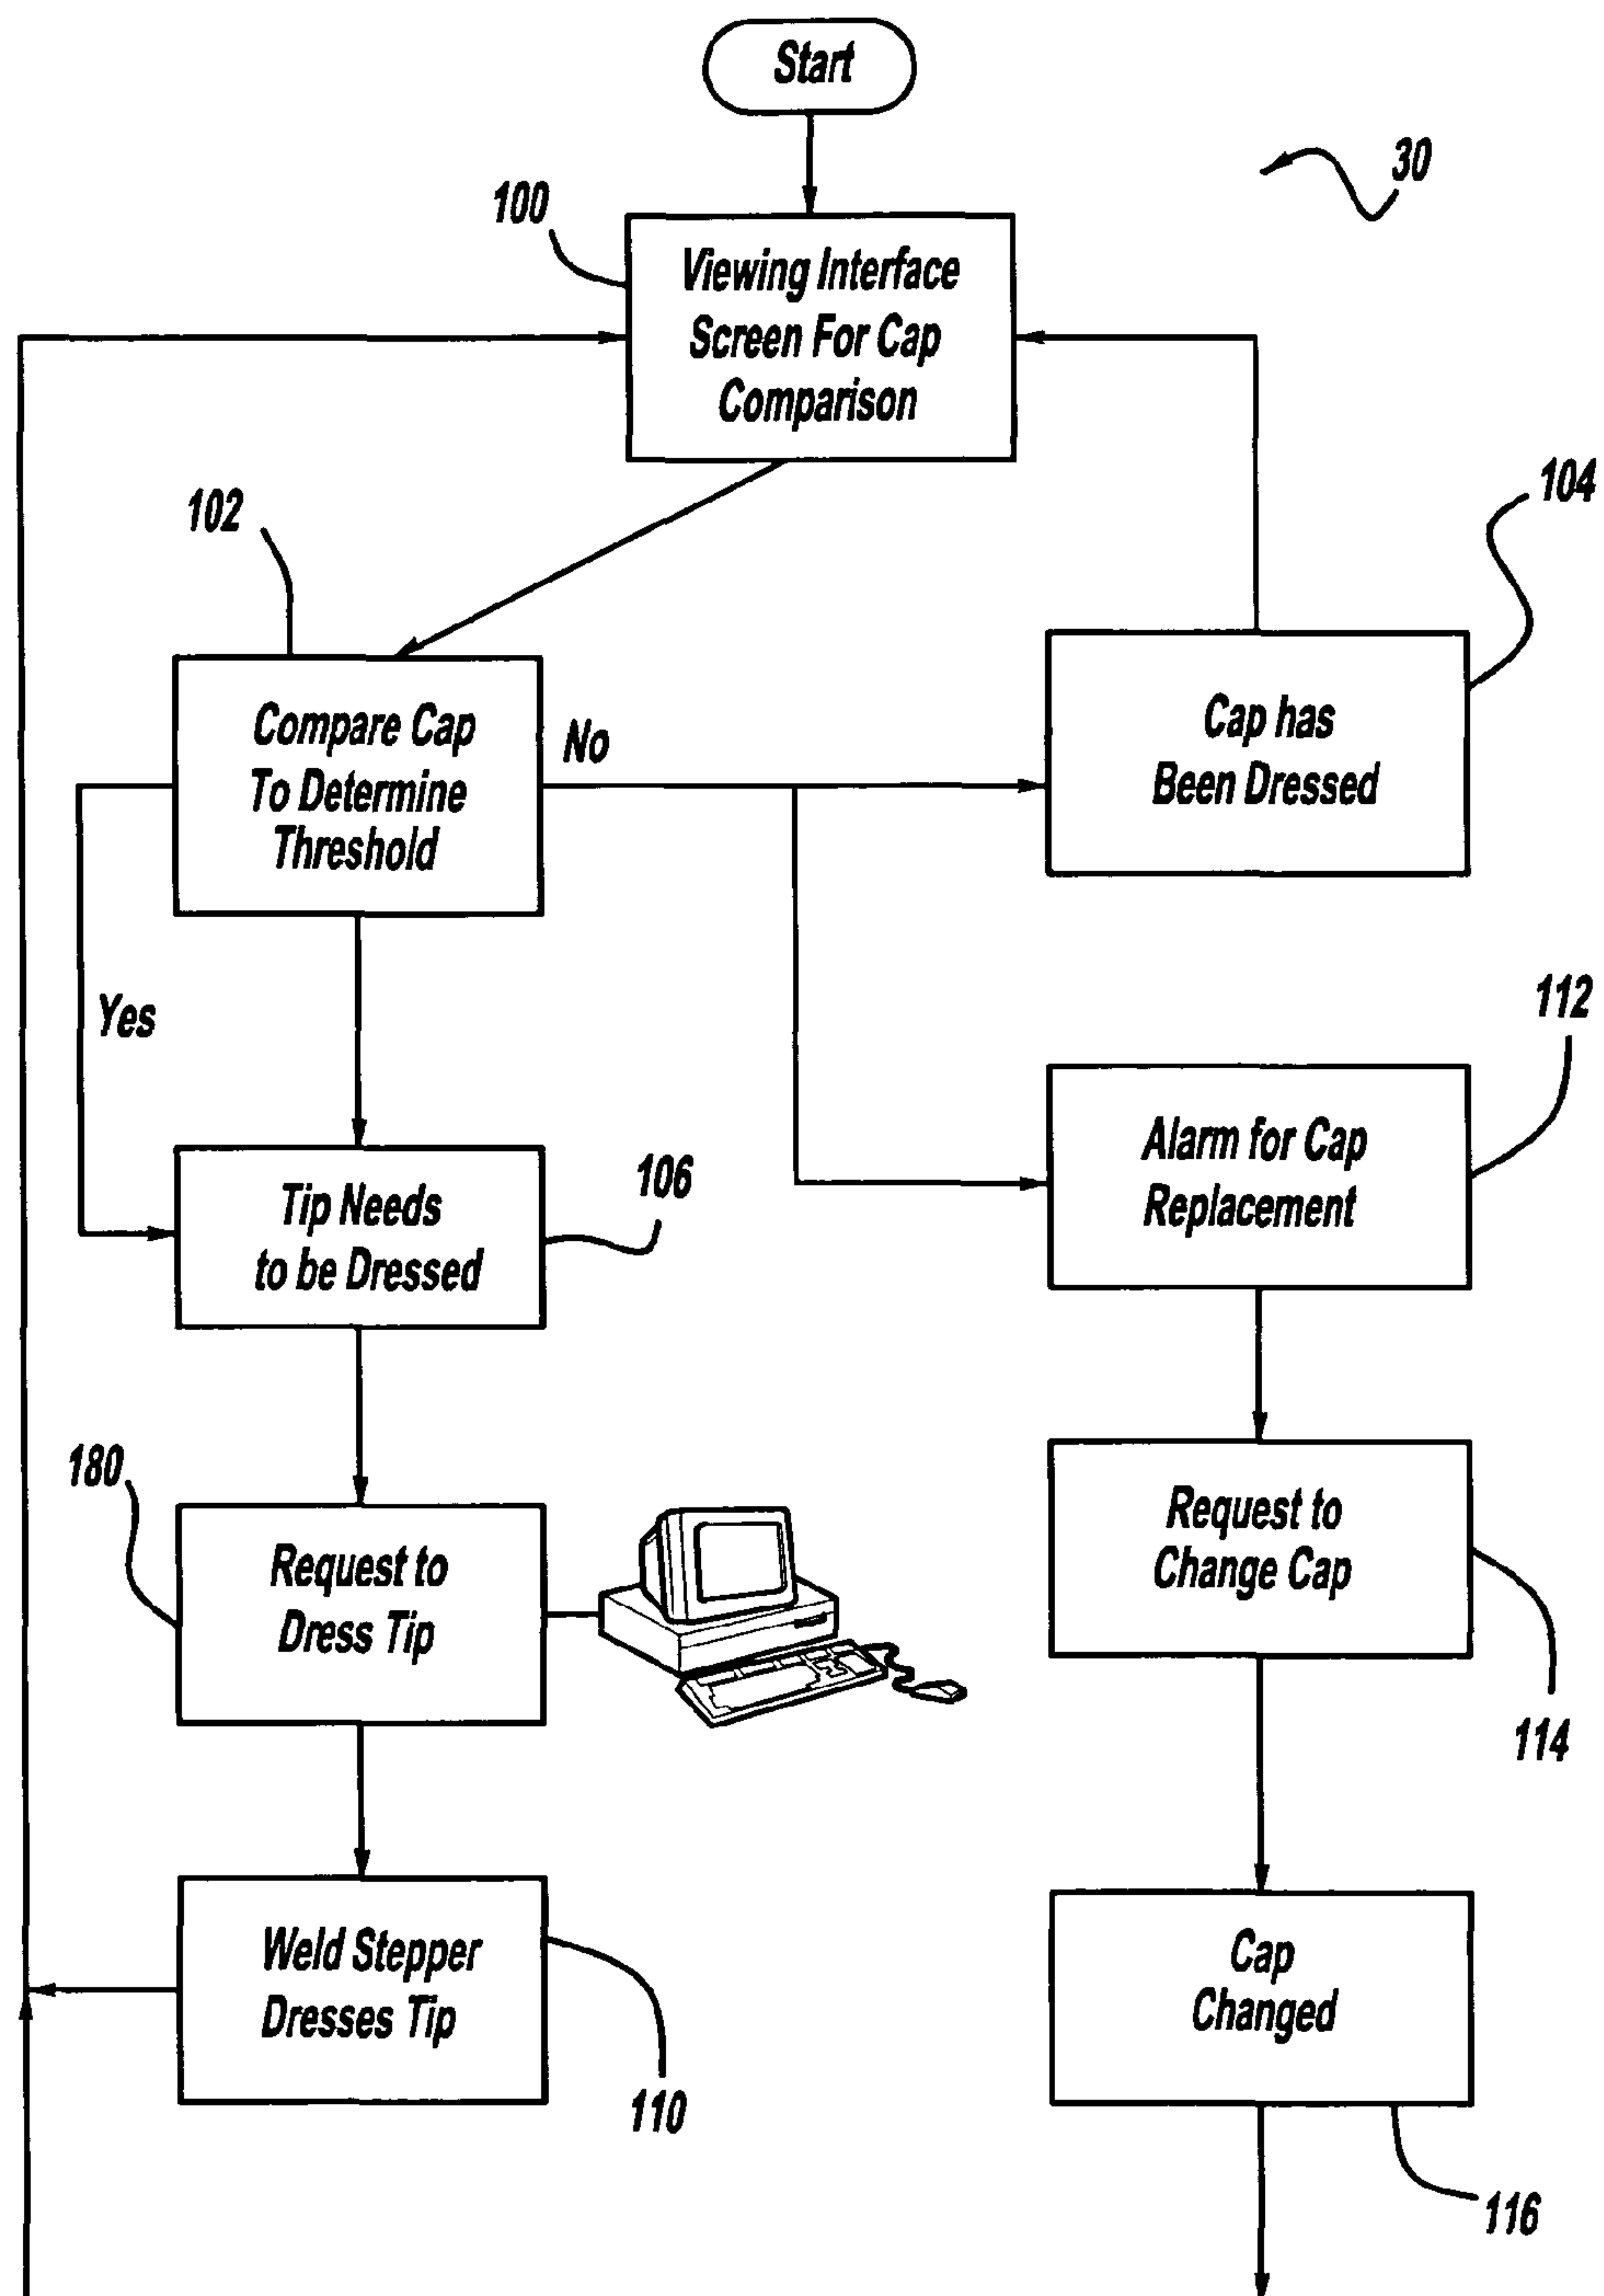 Start
30
100
Viewing Interface
Screen For Cap
Comparison
102
104
Compare Cap
To Determine
Threshold
No
Cap has
Been Dressed
Yes
112
Alarm for Cap
Replacement
106
Tip Needs
to be Dressed
180
Request to
Dress Tip
Request to
Change Cap
114
Weld Stepper
Dresses Tip
110
Cap
Changed
116